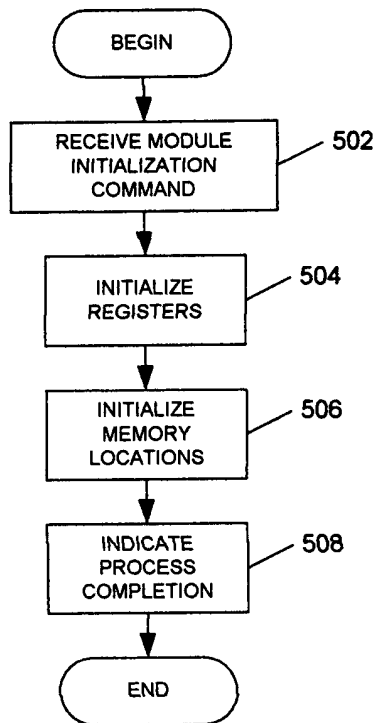 BEGIN
RECEIVE MODULE
INITIALIZATION
COMMAND
502
INITIALIZE
REGISTERS
504
INITIALIZE
MEMORY
LOCATIONS
506
INDICATE
PROCESS
COMPLETION
508
END